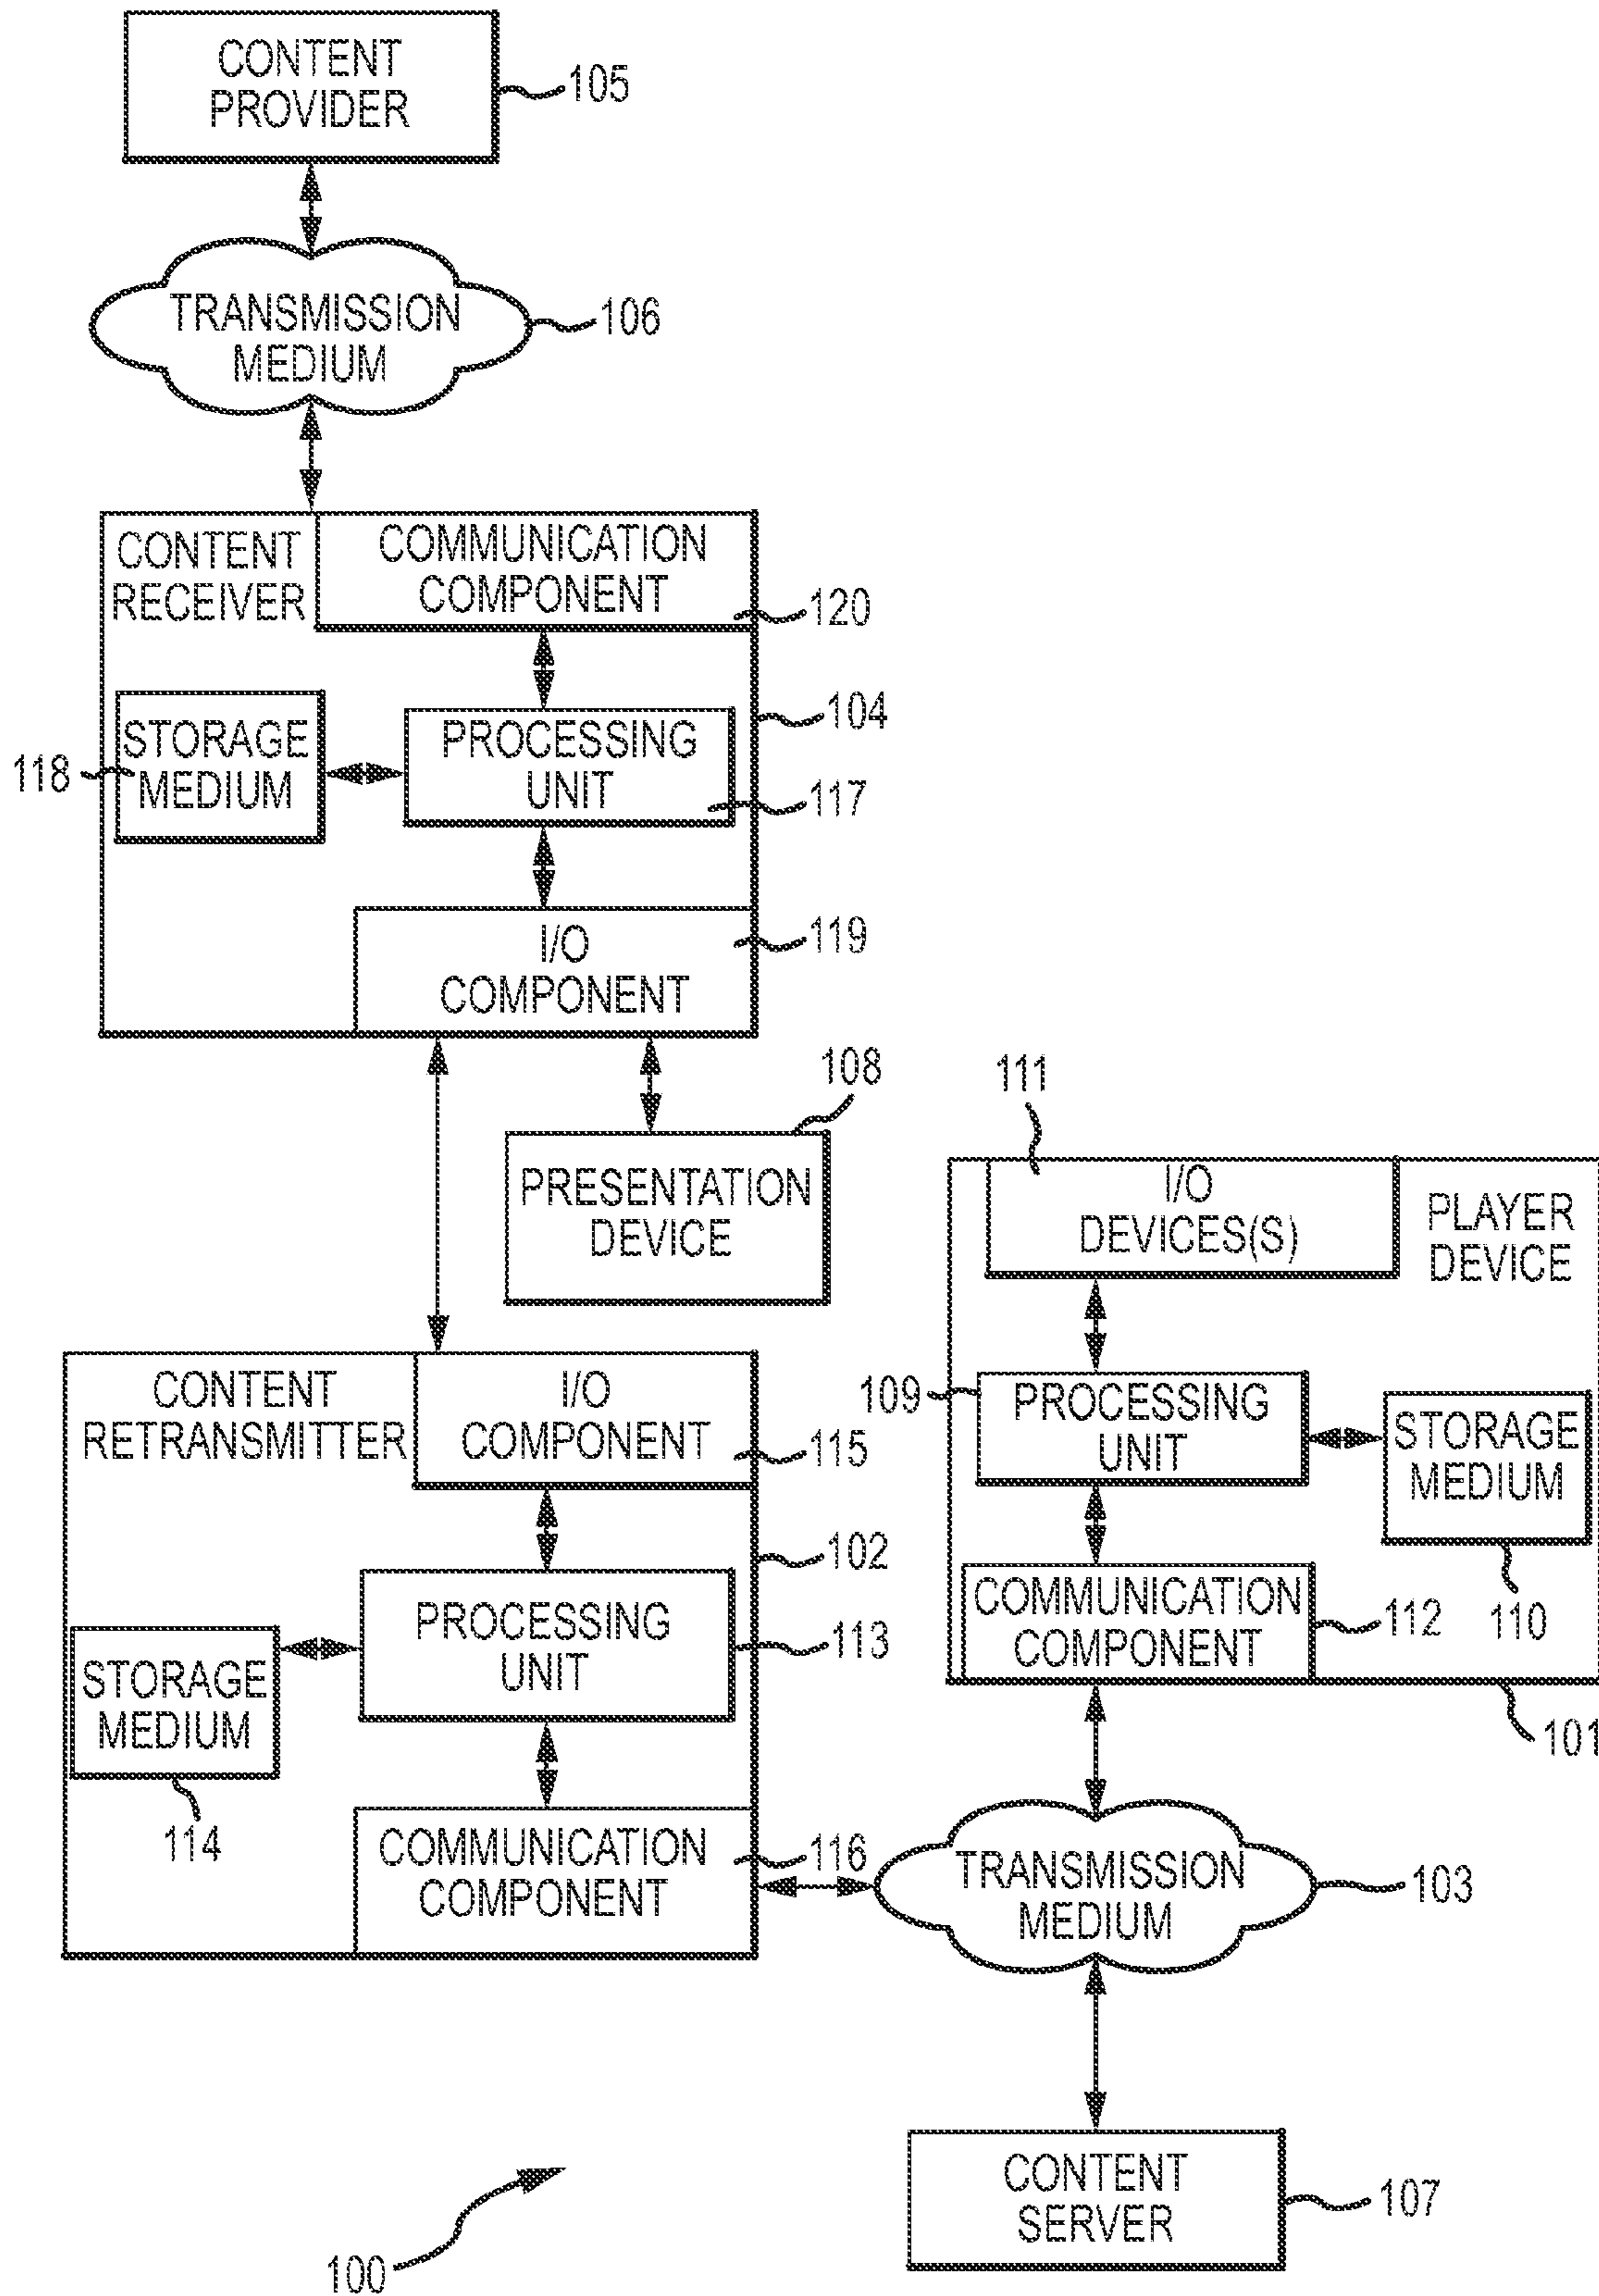 CONTENT
PROVIDER
105
TRANSMISSION
MEDIUM
106
CONTENT
RECEIVER
COMMUNICATION
COMPONENT
120
104
STORAGE
MEDIUM
118
PROCESSING
UNIT
117
I/O
COMPONENT
119
108
PRESENTATION
DEVICE
111
I/O
DEVICES(S)
PLAYER
DEVICE
109
PROCESSING
UNIT
STORAGE
MEDIUM
110
COMMUNICATION
COMPONENT
112
101
CONTENT
RETRANSMITTER
I/O
COMPONENT
115
102
PROCESSING
UNIT
113
STORAGE
MEDIUM
114
COMMUNICATION
COMPONENT
116
TRANSMISSION
MEDIUM
103
CONTENT
SERVER
107
100